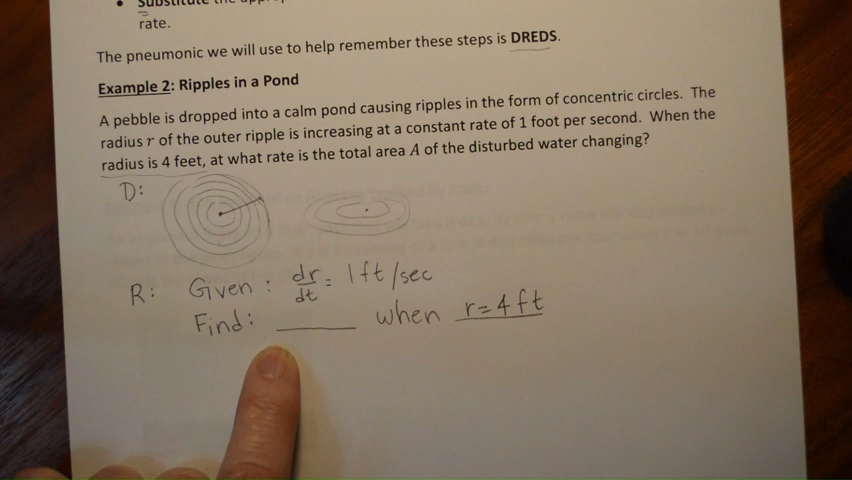 Substitute the
rate.
The pneumonic we will use to help remember these steps is DREDS.
Example 2: Ripples in a Pond
A pebble is dropped into a calm pond causing ripples in the form of concentric circles. The
radius r of the outer ripple is increasing at a constant rate of 1 foot per second. When the
radius is 4 feet, at what rate is the total area A of the disturbed water changing?
D:
R: Given: dr/dt = 1 ft/sec
Find: ______ when r=4ft